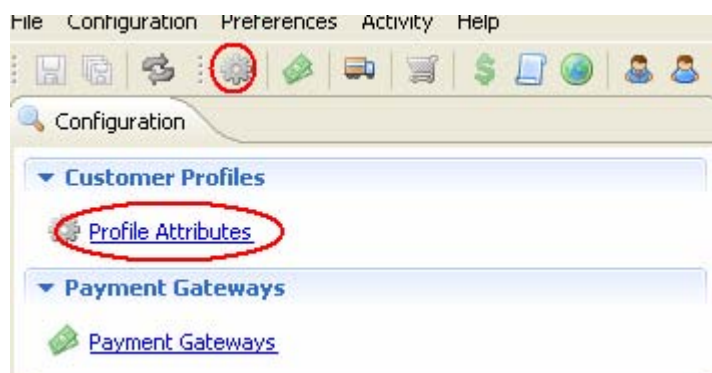 File Configuration Preferences Activity Help
Configuration
Customer Profiles
Profile Attributes
Payment Gateways
Payment Gateways